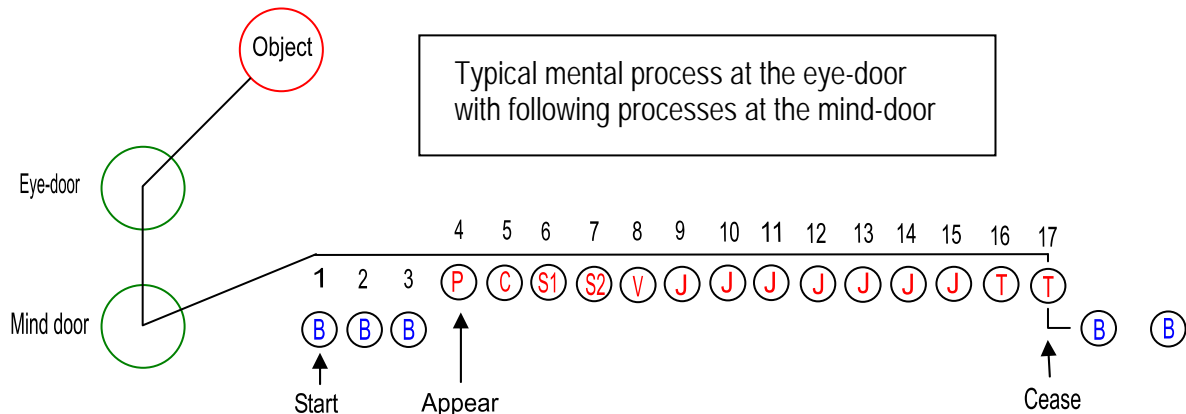 Object
Typical mental process at the eye-door
with following processes at the mind-door
Eye-door
4 5 6 7 8 9 10 11 12 13 14 15 16 17
1 2 3 P C S1 S2 V J J J J J J J T T
Mind door
B B B B B
Start Appear Cease